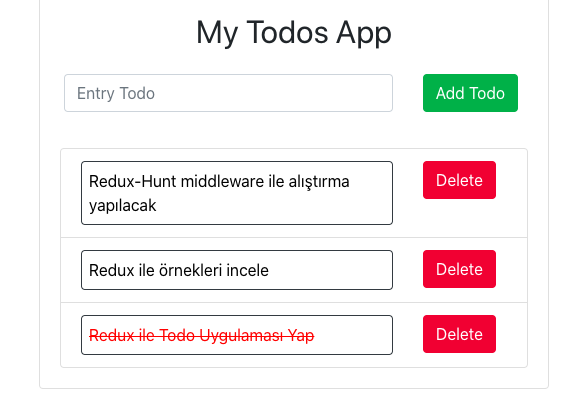 My Todos App
Entry Todo
Add Todo
Redux-Hunt middleware ile alıştırma
yapılacak
Delete
Redux ile örnekleri incele
Delete
Redux ile Todo Uygulaması Yap
Delete